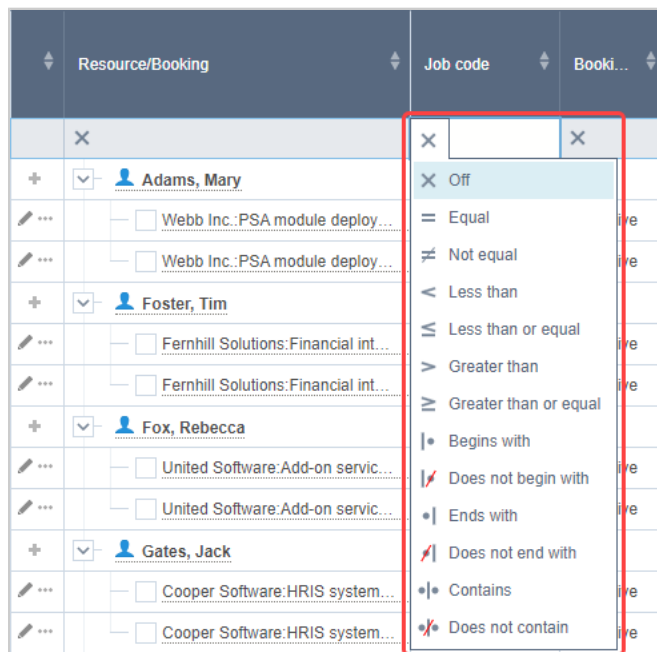 Resource/Booking
Job code
Booki...
Off
Adams, Mary
Equal
Webb Inc.:PSA module deploy...
Not equal
Webb Inc.:PSA module deploy...
Less than
Foster, Tim
Less than or equal
Fernhill Solutions:Financial int...
Greater than
Fernhill Solutions:Financial int...
Greater than or equal
Fox, Rebecca
Begins with
United Software:Add-on servic...
Does not begin with
United Software:Add-on servic...
Ends with
Gates, Jack
Does not end with
Cooper Software:HRIS system...
Contains
Cooper Software:HRIS system...
Does not contain